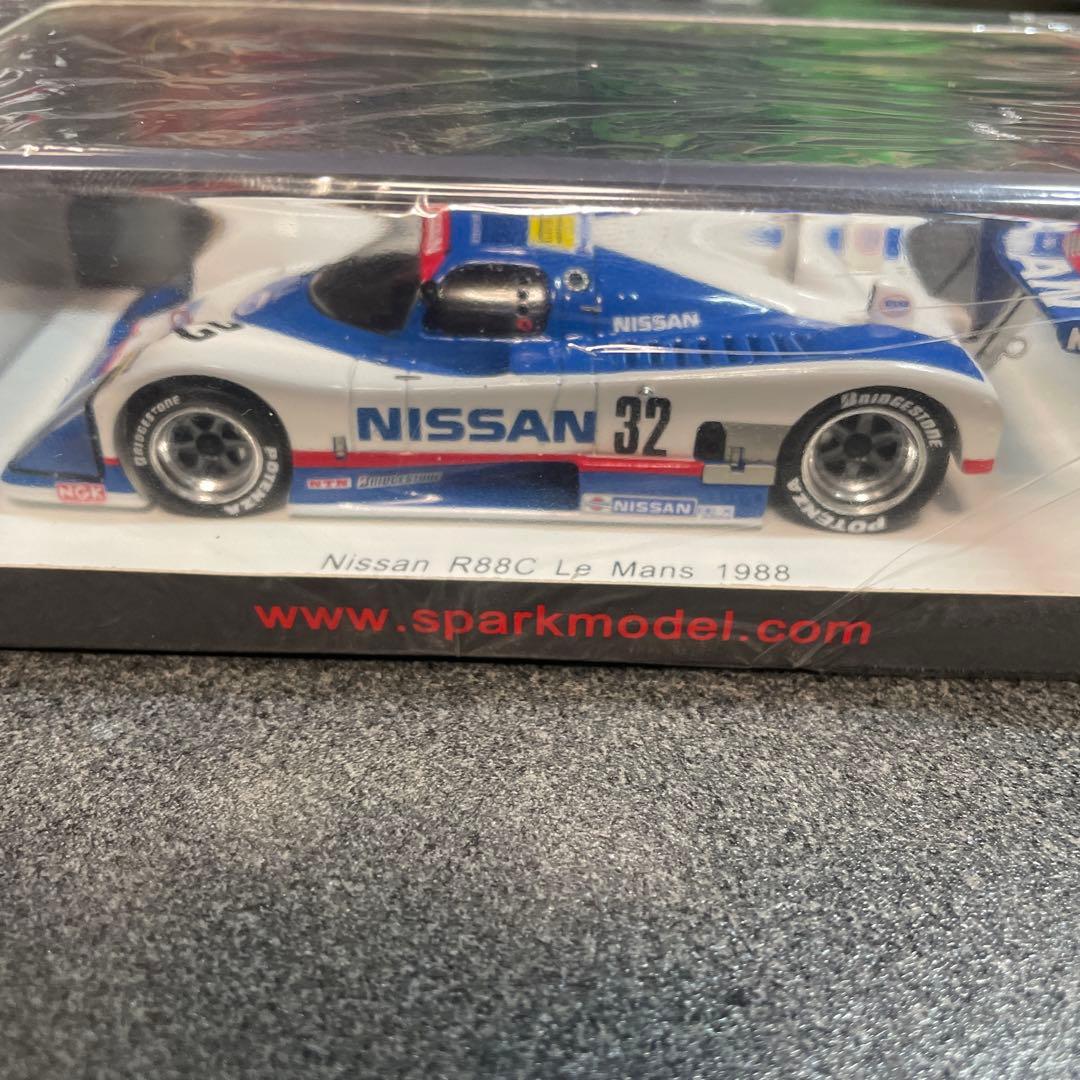 NISSAN
NISSAN 32
BRIDGESTONE
POTENZA
BRIDGESTONE
POTENZA
NGK
NTN BRIDGESTONE
NISSAN
Nissan R88C Le Mans 1988
www.sparkmodel.com